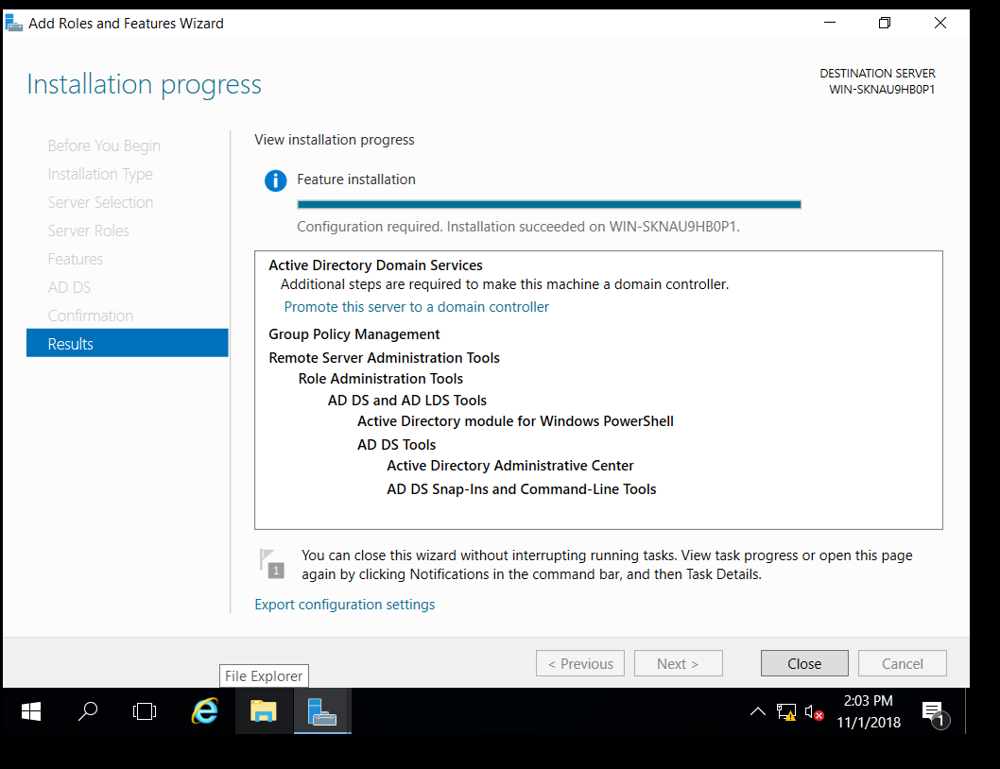 Add Roles and Features Wizard
Installation progress
DESTINATION SERVER
WIN-SKNAU9HB0P1
Before You Begin
Installation Type
Server Selection
Server Roles
Features
AD DS
Confirmation
Results
View installation progress
Feature installation
Configuration required. Installation succeeded on WIN-SKNAU9HB0P1.
Active Directory Domain Services
Additional steps are required to make this machine a domain controller.
Promote this server to a domain controller
Group Policy Management
Remote Server Administration Tools
Role Administration Tools
AD DS and AD LDS Tools
Active Directory module for Windows PowerShell
AD DS Tools
Active Directory Administrative Center
AD DS Snap-Ins and Command-Line Tools
1
You can close this wizard without interrupting running tasks. View task progress or open this page
again by clicking Notifications in the command bar, and then Task Details.
Export configuration settings
< Previous
Next >
Close
Cancel
File Explorer
2:03 PM
11/1/2018
1